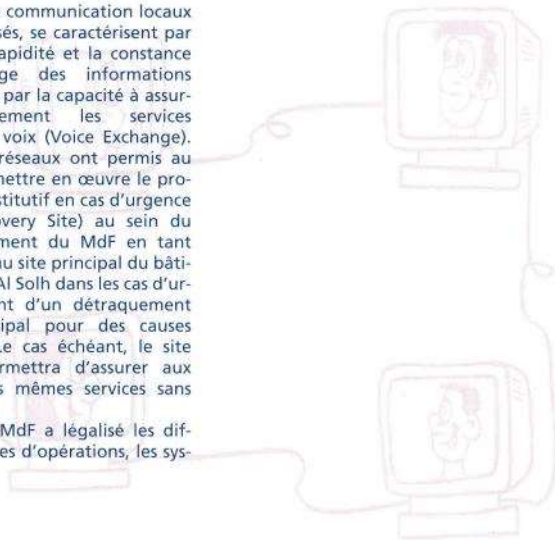 communication locaux
sés, se caractérisent par
apidité et la constance
ge des informations
par la capacité à assur-
ement les services
voix (Voice Exchange).
réseaux ont permis au
mettre en œuvre le pro-
stitutif en cas d'urgence
very Site) au sein du
ment du MdF en tant
au site principal du bâti-
Al Solh dans les cas d'ur-
nt d'un détraquement
ipal pour des causes
e cas échéant, le site
rmettra d'assurer aux
s mêmes services sans
MdF a légalisé les dif-
es d'opérations, les sys-